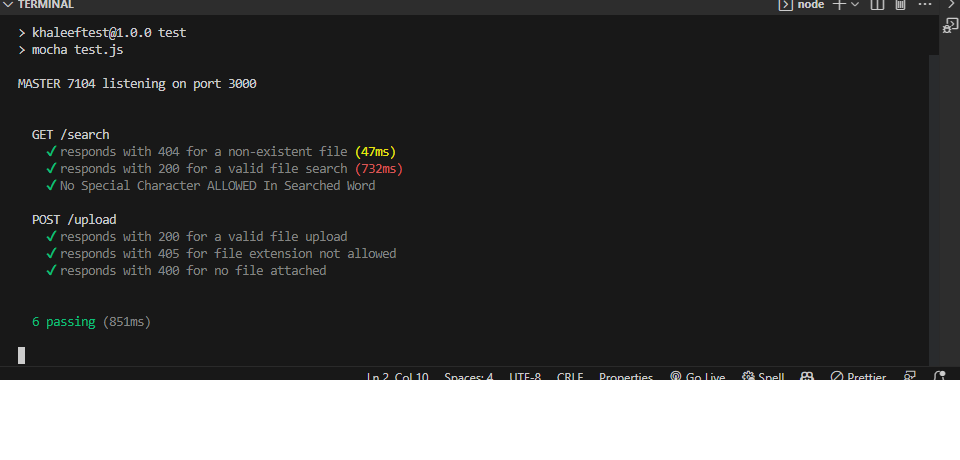 TERMINAL
node
> khaleeftest@1.0.0 test
> mocha test.js
MASTER 7104 listening on port 3000
GET /search
✓ responds with 404 for a non-existent file (47ms)
✓ responds with 200 for a valid file search (732ms)
✓ No Special Character ALLOWED In Searched Word
POST /upload
✓ responds with 200 for a valid file upload
✓ responds with 405 for file extension not allowed
✓ responds with 400 for no file attached
6 passing (851ms)
Ln 2, Col 10 Spaces: 4 UTF-8 CRLF Properties Go Live Spell Prettier